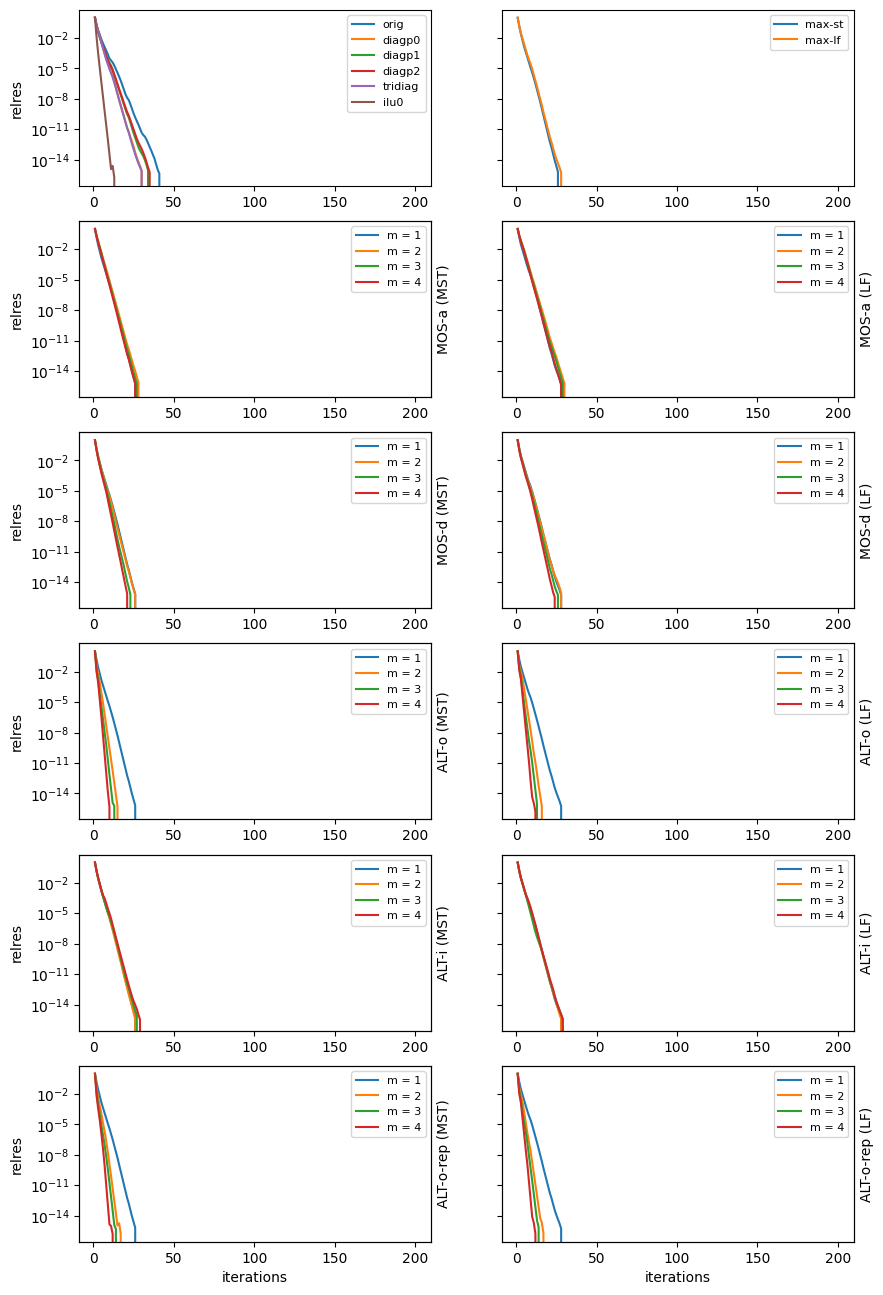 relres
10^-2
10^-5
10^-8
10^-11
10^-14
orig
diagp0
diagp1
diagp2
tridiag
ilu0
0 50 100 150 200
max-st
max-lf
0 50 100 150 200
relres
10^-2
10^-5
10^-8
10^-11
10^-14
m = 1
m = 2
m = 3
m = 4
MOS-a (MST)
0 50 100 150 200
m = 1
m = 2
m = 3
m = 4
MOS-a (LF)
0 50 100 150 200
relres
10^-2
10^-5
10^-8
10^-11
10^-14
m = 1
m = 2
m = 3
m = 4
MOS-d (MST)
0 50 100 150 200
m = 1
m = 2
m = 3
m = 4
MOS-d (LF)
0 50 100 150 200
relres
10^-2
10^-5
10^-8
10^-11
10^-14
m = 1
m = 2
m = 3
m = 4
ALT-o (MST)
0 50 100 150 200
m = 1
m = 2
m = 3
m = 4
ALT-o (LF)
0 50 100 150 200
relres
10^-2
10^-5
10^-8
10^-11
10^-14
m = 1
m = 2
m = 3
m = 4
ALT-i (MST)
0 50 100 150 200
m = 1
m = 2
m = 3
m = 4
ALT-i (LF)
0 50 100 150 200
relres
10^-2
10^-5
10^-8
10^-11
10^-14
m = 1
m = 2
m = 3
m = 4
ALT-o-rep (MST)
0 50 100 150 200
iterations
m = 1
m = 2
m = 3
m = 4
ALT-o-rep (LF)
0 50 100 150 200
iterations